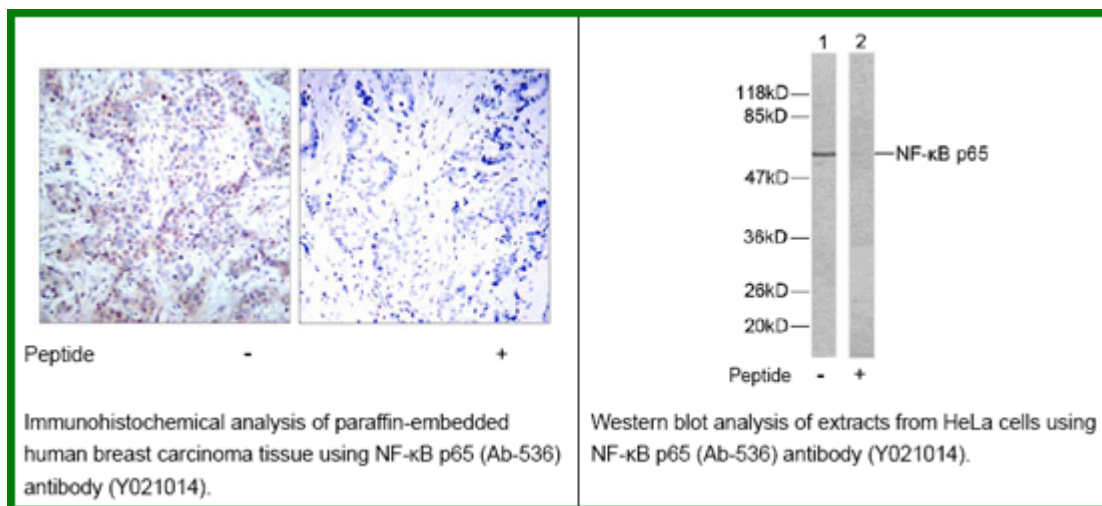 Peptide - +
Immunohistochemical analysis of paraffin-embedded
human breast carcinoma tissue using NF-κB p65 (Ab-536)
antibody (Y021014).
1 2
118kD
85kD
NF-κB p65
47kD
36kD
26kD
20kD
Peptide - +
Western blot analysis of extracts from HeLa cells using
NF-κB p65 (Ab-536) antibody (Y021014).